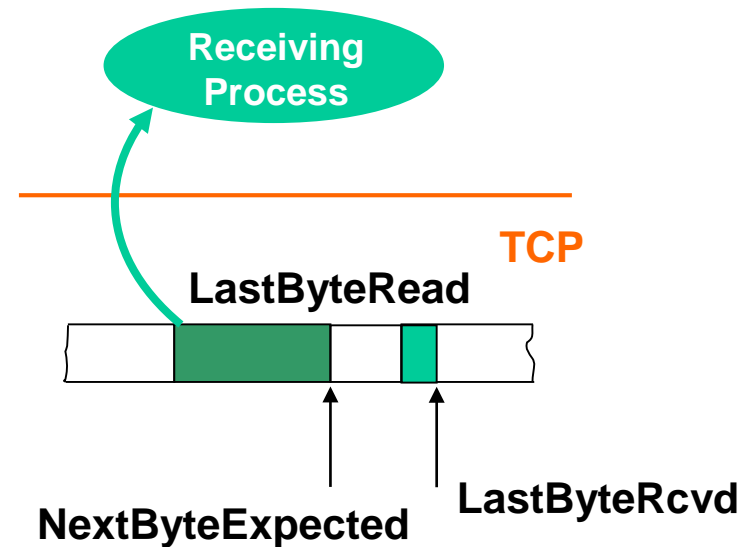 Receiving
Process
TCP
LastByteRead
NextByteExpected
LastByteRcvd